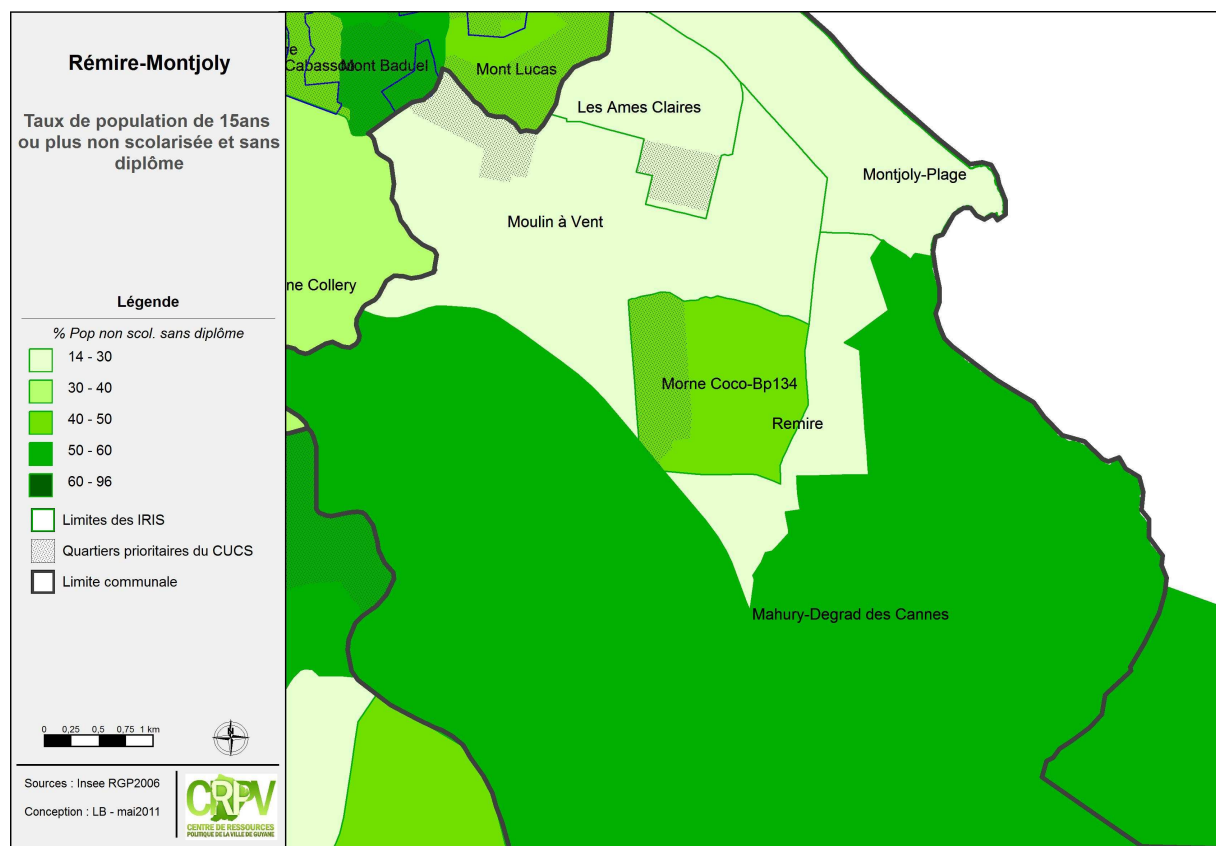 Rémire-Montjoly
Taux de population de 15ans
ou plus non scolarisée et sans
diplôme
Légende
% Pop non scol. sans diplôme
14 - 30
30 - 40
40 - 50
50 - 60
60 - 96
Limites des IRIS
Quartiers prioritaires du CUCS
Limite communale
0 0,25 0,5 0,75 1 km
N
Sources : Insee RGP2006
Conception : LB - mai2011
CRPV
CENTRE DE RESSOURCES
POLITIQUE DE LA VILLE DE GUYANE
e
Cabassou
Mont Baduel
Mont Lucas
Les Ames Claires
Montjoly-Plage
Moulin à Vent
ne Collery
Morne Coco-Bp134
Remire
Mahury-Degrad des Cannes